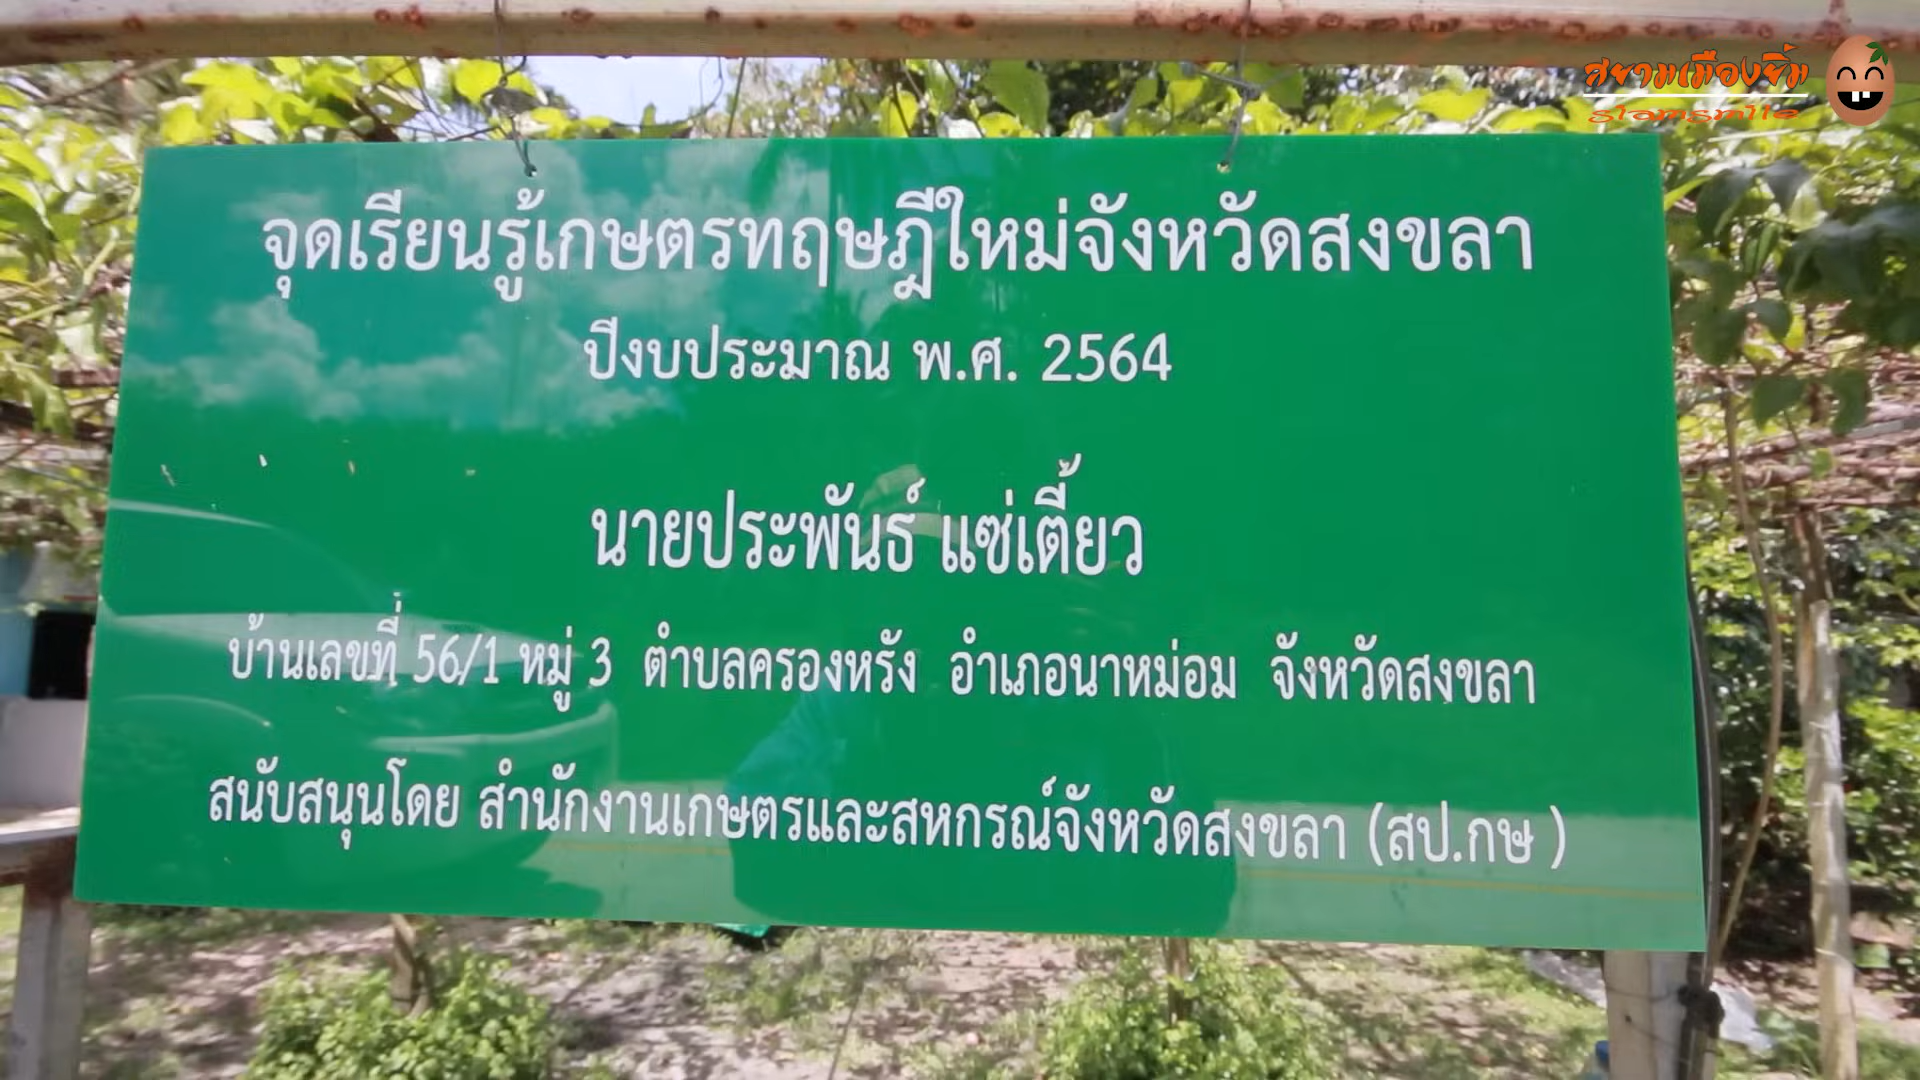 สยามเมืองยิ้ม
siamsmile
จุดเรียนรู้เกษตรทฤษฎีใหม่จังหวัดสงขลา
ปีงบประมาณ พ.ศ. 2564
นายประพันธ์ แซ่เตี้ยว
บ้านเลขที่ 56/1 หมู่ 3 ตำบลครองหรัง อำเภอนาหม่อม จังหวัดสงขลา
สนับสนุนโดย สำนักงานเกษตรและสหกรณ์จังหวัดสงขลา (สป.กษ )